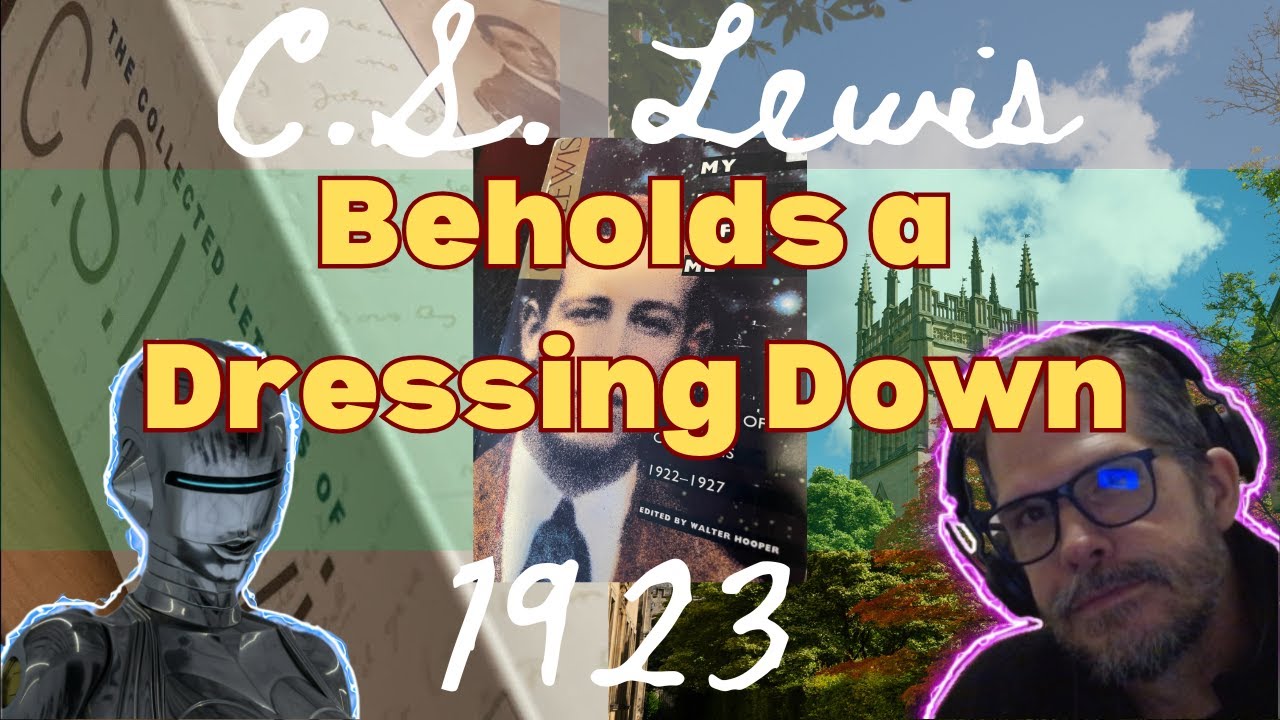 C.S. Lewis
Beholds a
Dressing Down
1923
THE COLLECTED LETTERS OF
C.S. L
LEWIS
MY
1922–1927
EDITED BY WALTER HOOPER